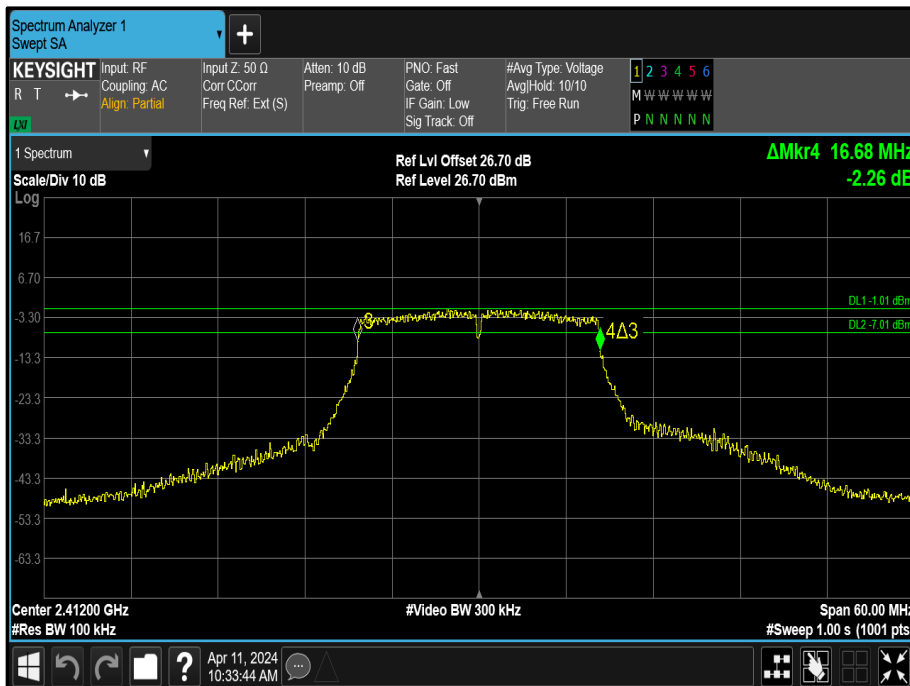 Spectrum Analyzer 1
Swept SA
KEYSIGHT
R T
LXI
Input: RF
Coupling: AC
Align: Partial
Input Z: 50 Ω
Corr CCorr
Freq Ref: Ext (S)
Atten: 10 dB
Preamp: Off
PNO: Fast
Gate: Off
IF Gain: Low
Sig Track: Off
#Avg Type: Voltage
Avg|Hold: 10/10
Trig: Free Run
1 2 3 4 5 6
M W W W W W
P N N N N N
1 Spectrum
Scale/Div 10 dB
Ref Lvl Offset 26.70 dB
Ref Level 26.70 dBm
ΔMkr4 16.68 MHz
-2.26 dB
Log
16.7
6.70
-3.30
-13.3
-23.3
-33.3
-43.3
-53.3
-63.3
DL1 -1.01 dBm
DL2 -7.01 dBm
3
4Δ3
Center 2.41200 GHz
#Res BW 100 kHz
#Video BW 300 kHz
Span 60.00 MHz
#Sweep 1.00 s (1001 pts)
Apr 11, 2024
10:33:44 AM
?